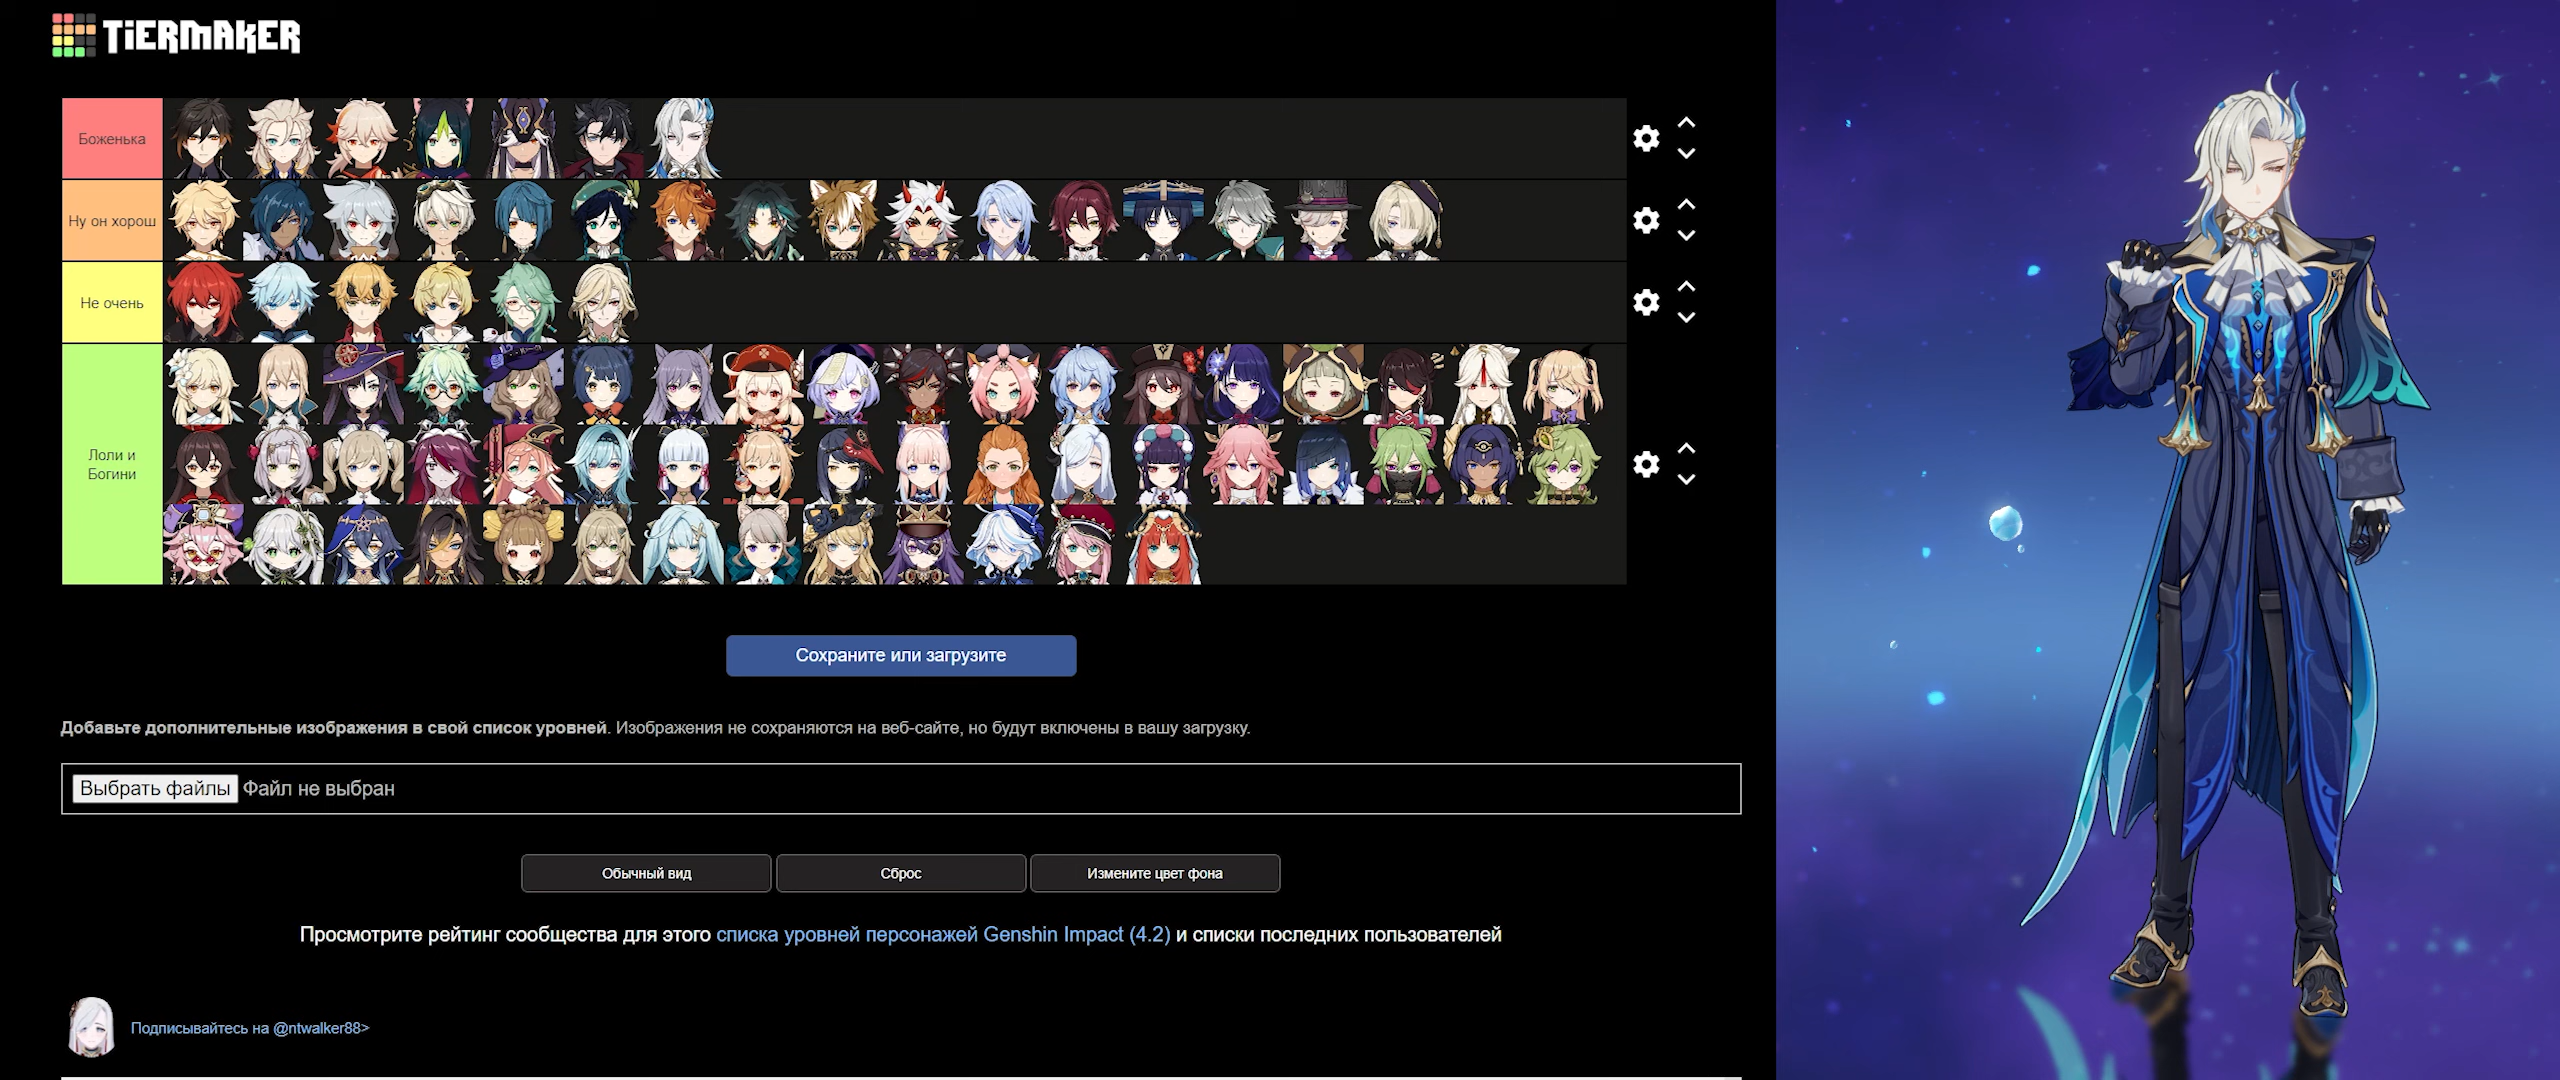 TiERMAKER
Боженька
Ну он хорош
Не очень
Лоли и
Богини
Сохраните или загрузите
Добавьте дополнительные изображения в свой список уровней. Изображения не сохраняются на веб-сайте, но будут включены в вашу загрузку.
Выбрать файлы Файл не выбран
Обычный вид
Сброс
Измените цвет фона
Просмотрите рейтинг сообщества для этого списка уровней персонажей Genshin Impact (4.2) и списки последних пользователей
Подписывайтесь на @ntwalker88>